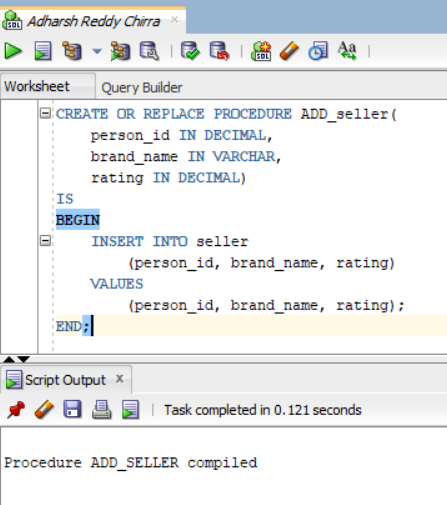 Adharsh Reddy Chirra
Worksheet Query Builder
CREATE OR REPLACE PROCEDURE ADD_seller(
person_id IN DECIMAL,
brand_name IN VARCHAR,
rating IN DECIMAL)
IS
BEGIN
INSERT INTO seller
(person_id, brand_name, rating)
VALUES
(person_id, brand_name, rating);
END;
Script Output x
Task completed in 0.121 seconds
Procedure ADD_SELLER compiled